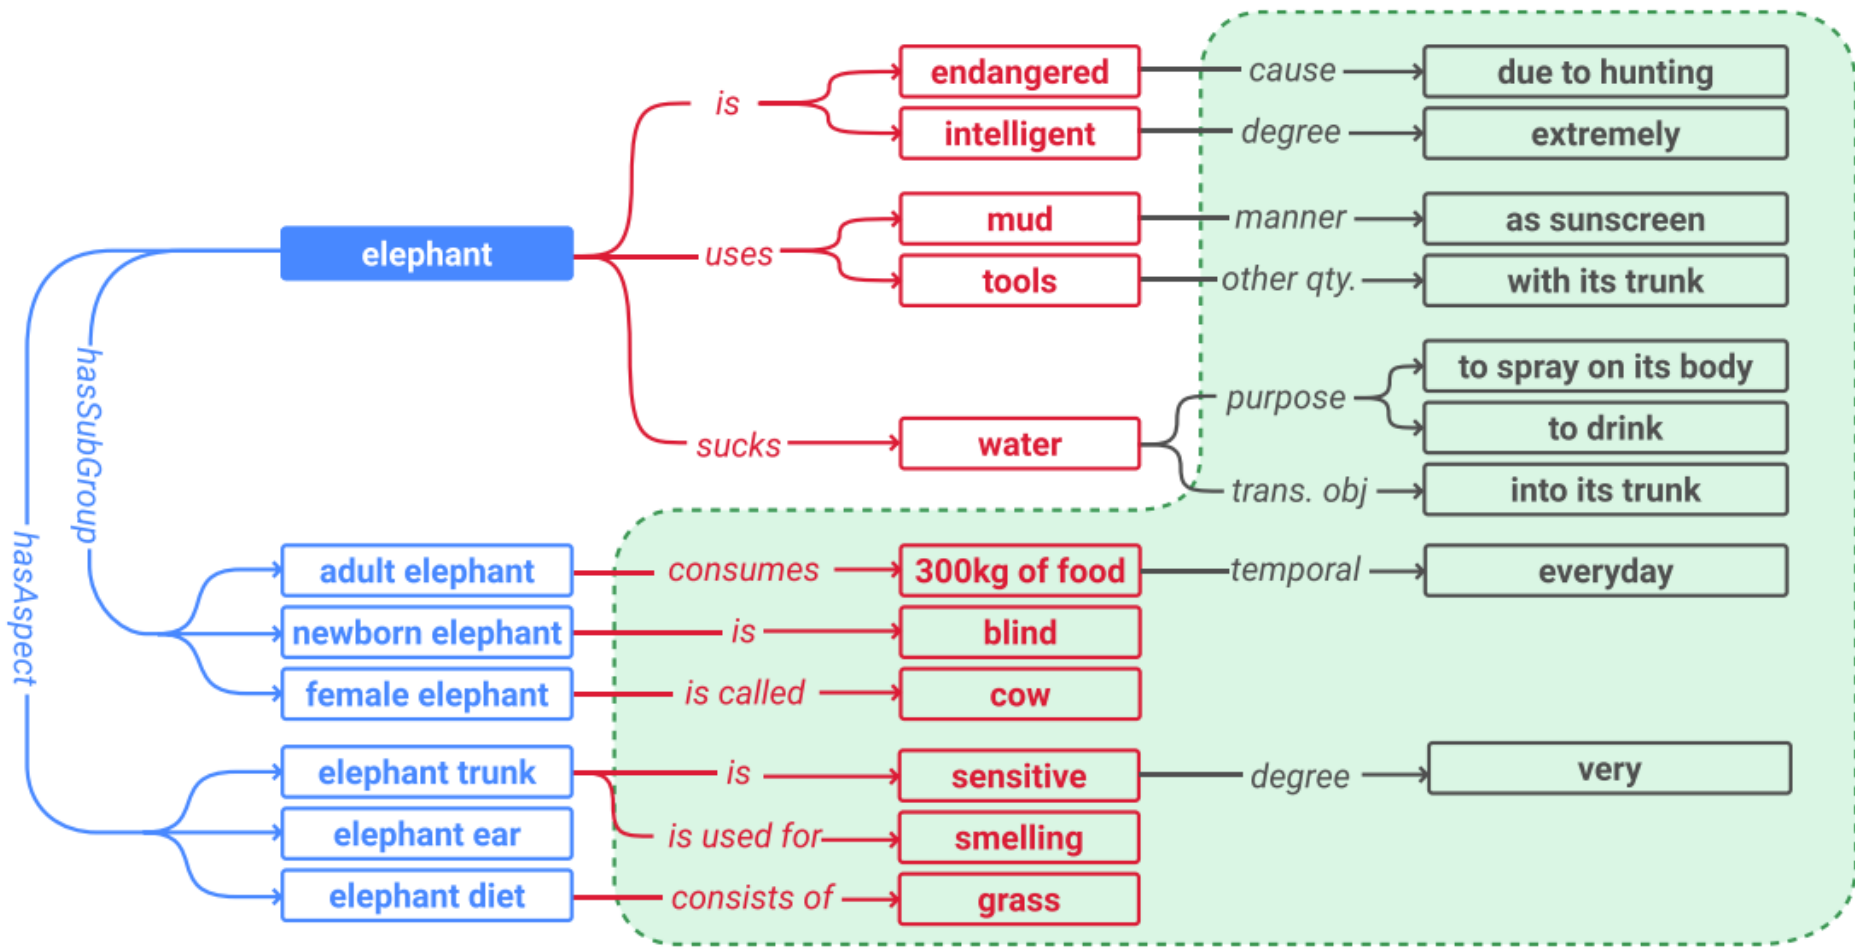 endangered
cause
due to hunting
is
intelligent
degree
extremely
mud
manner
as sunscreen
elephant
uses
tools
other qty.
with its trunk
to spray on its body
purpose
to drink
sucks
water
trans. obj
into its trunk
hasSubGroup
hasAspect
adult elephant
consumes
300kg of food
temporal
everyday
newborn elephant
is
blind
female elephant
is called
cow
elephant trunk
is
sensitive
degree
very
elephant ear
is used for
smelling
elephant diet
consists of
grass